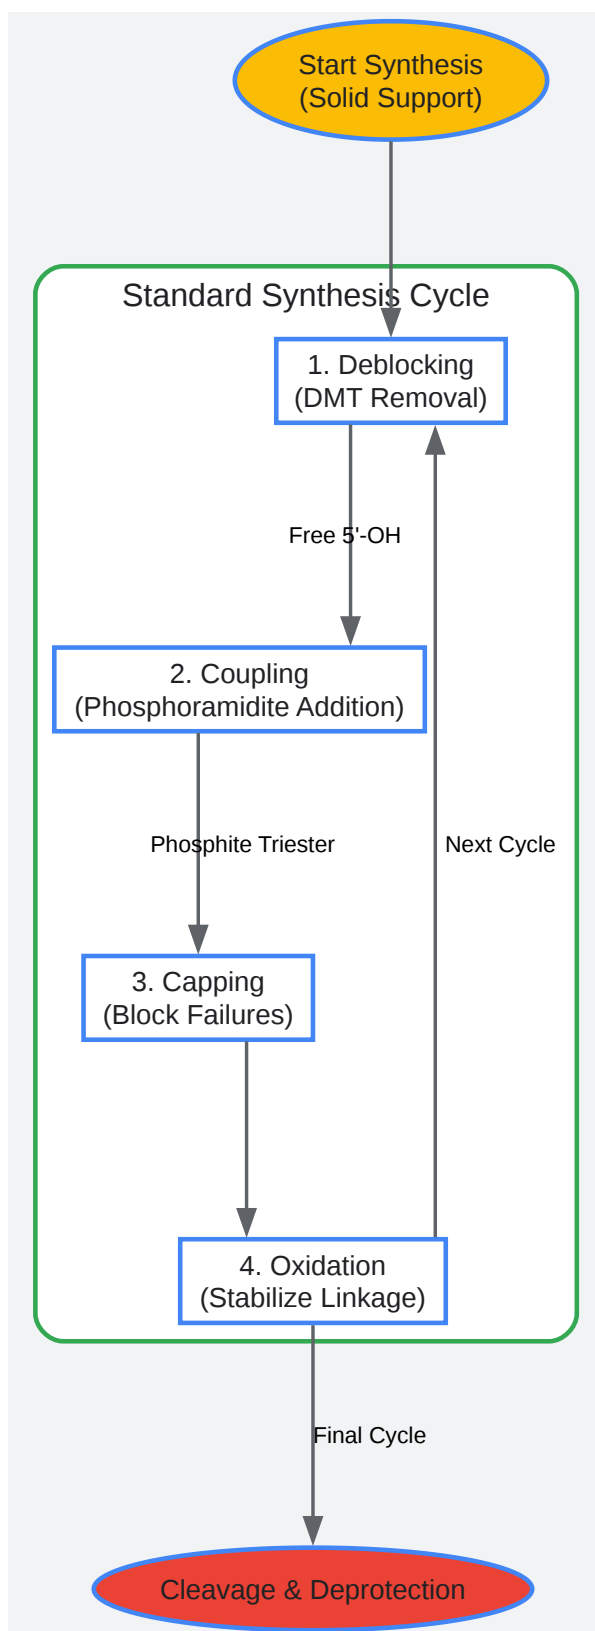 Start Synthesis
(Solid Support)
Standard Synthesis Cycle
1. Deblocking
(DMT Removal)
Free 5'-OH
2. Coupling
(Phosphoramidite Addition)
Phosphite Triester
Next Cycle
3. Capping
(Block Failures)
4. Oxidation
(Stabilize Linkage)
Final Cycle
Cleavage & Deprotection